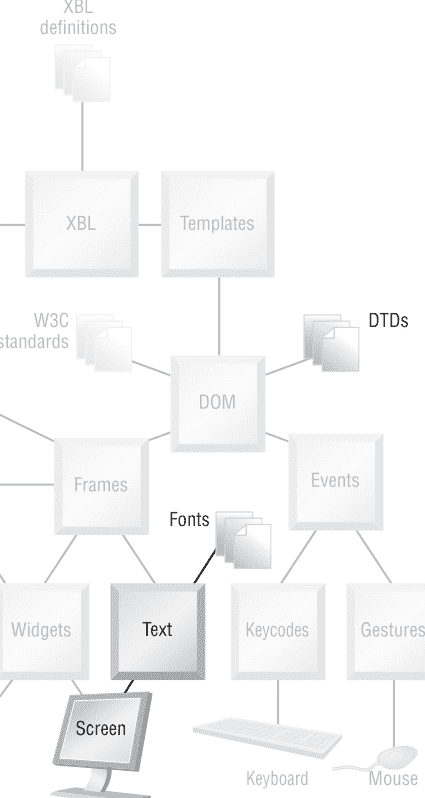 XBL
definitions
XBL
Templates
W3C
standards
DTDs
DOM
Frames
Events
Fonts
Widgets
Text
Keycodes
Gestures
Screen
Keyboard
Mouse